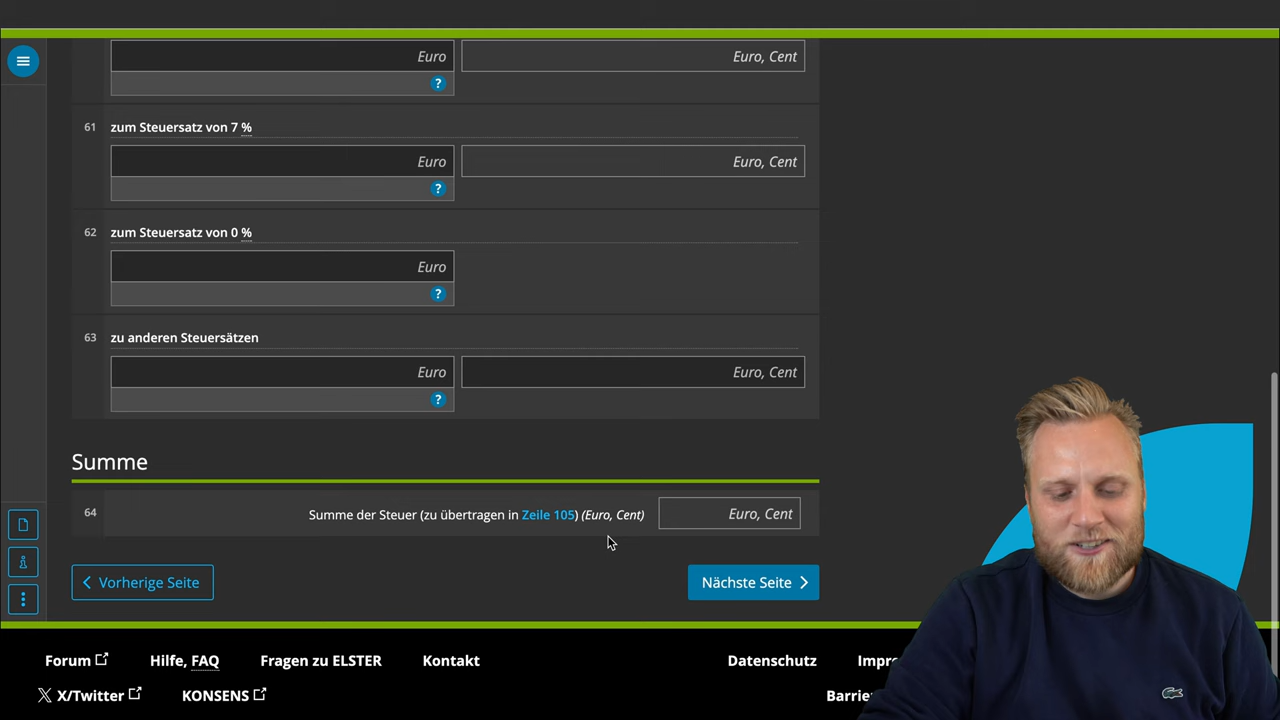 Euro
Euro, Cent
?
61
zum Steuersatz von 7 %
Euro
Euro, Cent
?
62
zum Steuersatz von 0 %
Euro
?
63
zu anderen Steuersätzen
Euro
Euro, Cent
?
Summe
64
Summe der Steuer (zu übertragen in Zeile 105) (Euro, Cent)
Euro, Cent
Vorherige Seite
Nächste Seite
Forum
Hilfe, FAQ
Fragen zu ELSTER
Kontakt
Datenschutz
Impre
X/Twitter
KONSENS
Barrie